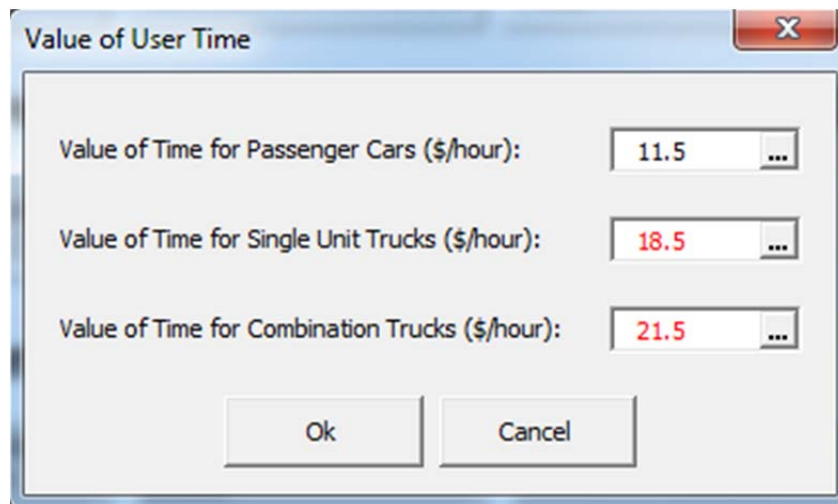 Value of User Time
Value of Time for Passenger Cars ($/hour): 11.5 ...
Value of Time for Single Unit Trucks ($/hour): 18.5 ...
Value of Time for Combination Trucks ($/hour): 21.5 ...
Ok Cancel